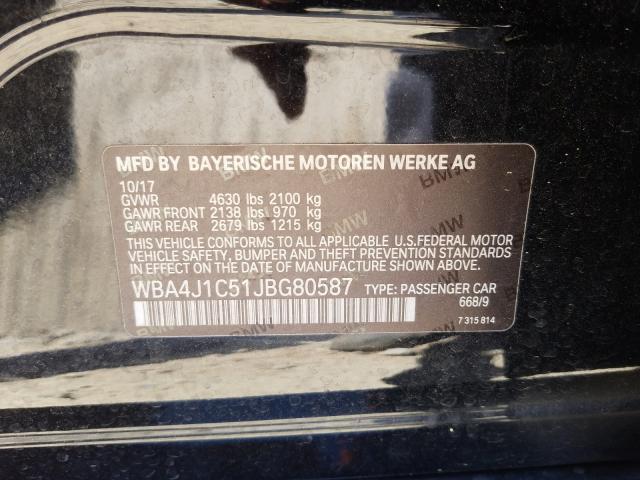 MFD BY BAYERISCHE MOTOREN WERKE AG
10/17
GVWR 4630 lbs 2100 kg
GAWR FRONT 2138 lbs 970 kg
GAWR REAR 2679 lbs 1215 kg
THIS VEHICLE CONFORMS TO ALL APPLICABLE U.S.FEDERAL MOTOR
VEHICLE SAFETY, BUMPER, AND THEFT PREVENTION STANDARDS
IN EFFECT ON THE DATE OF MANUFACTURE SHOWN ABOVE.
WBA4J1C51JBG80587 TYPE: PASSENGER CAR
668/9
7 315 814